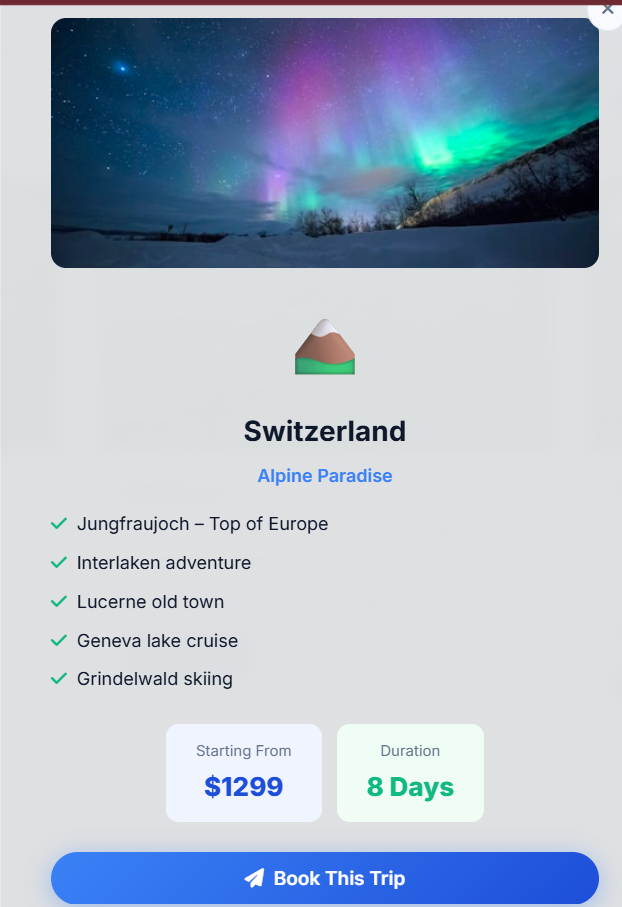 Switzerland
Alpine Paradise
Jungfraujoch – Top of Europe
Interlaken adventure
Lucerne old town
Geneva lake cruise
Grindelwald skiing
Starting From
$1299
Duration
8 Days
Book This Trip